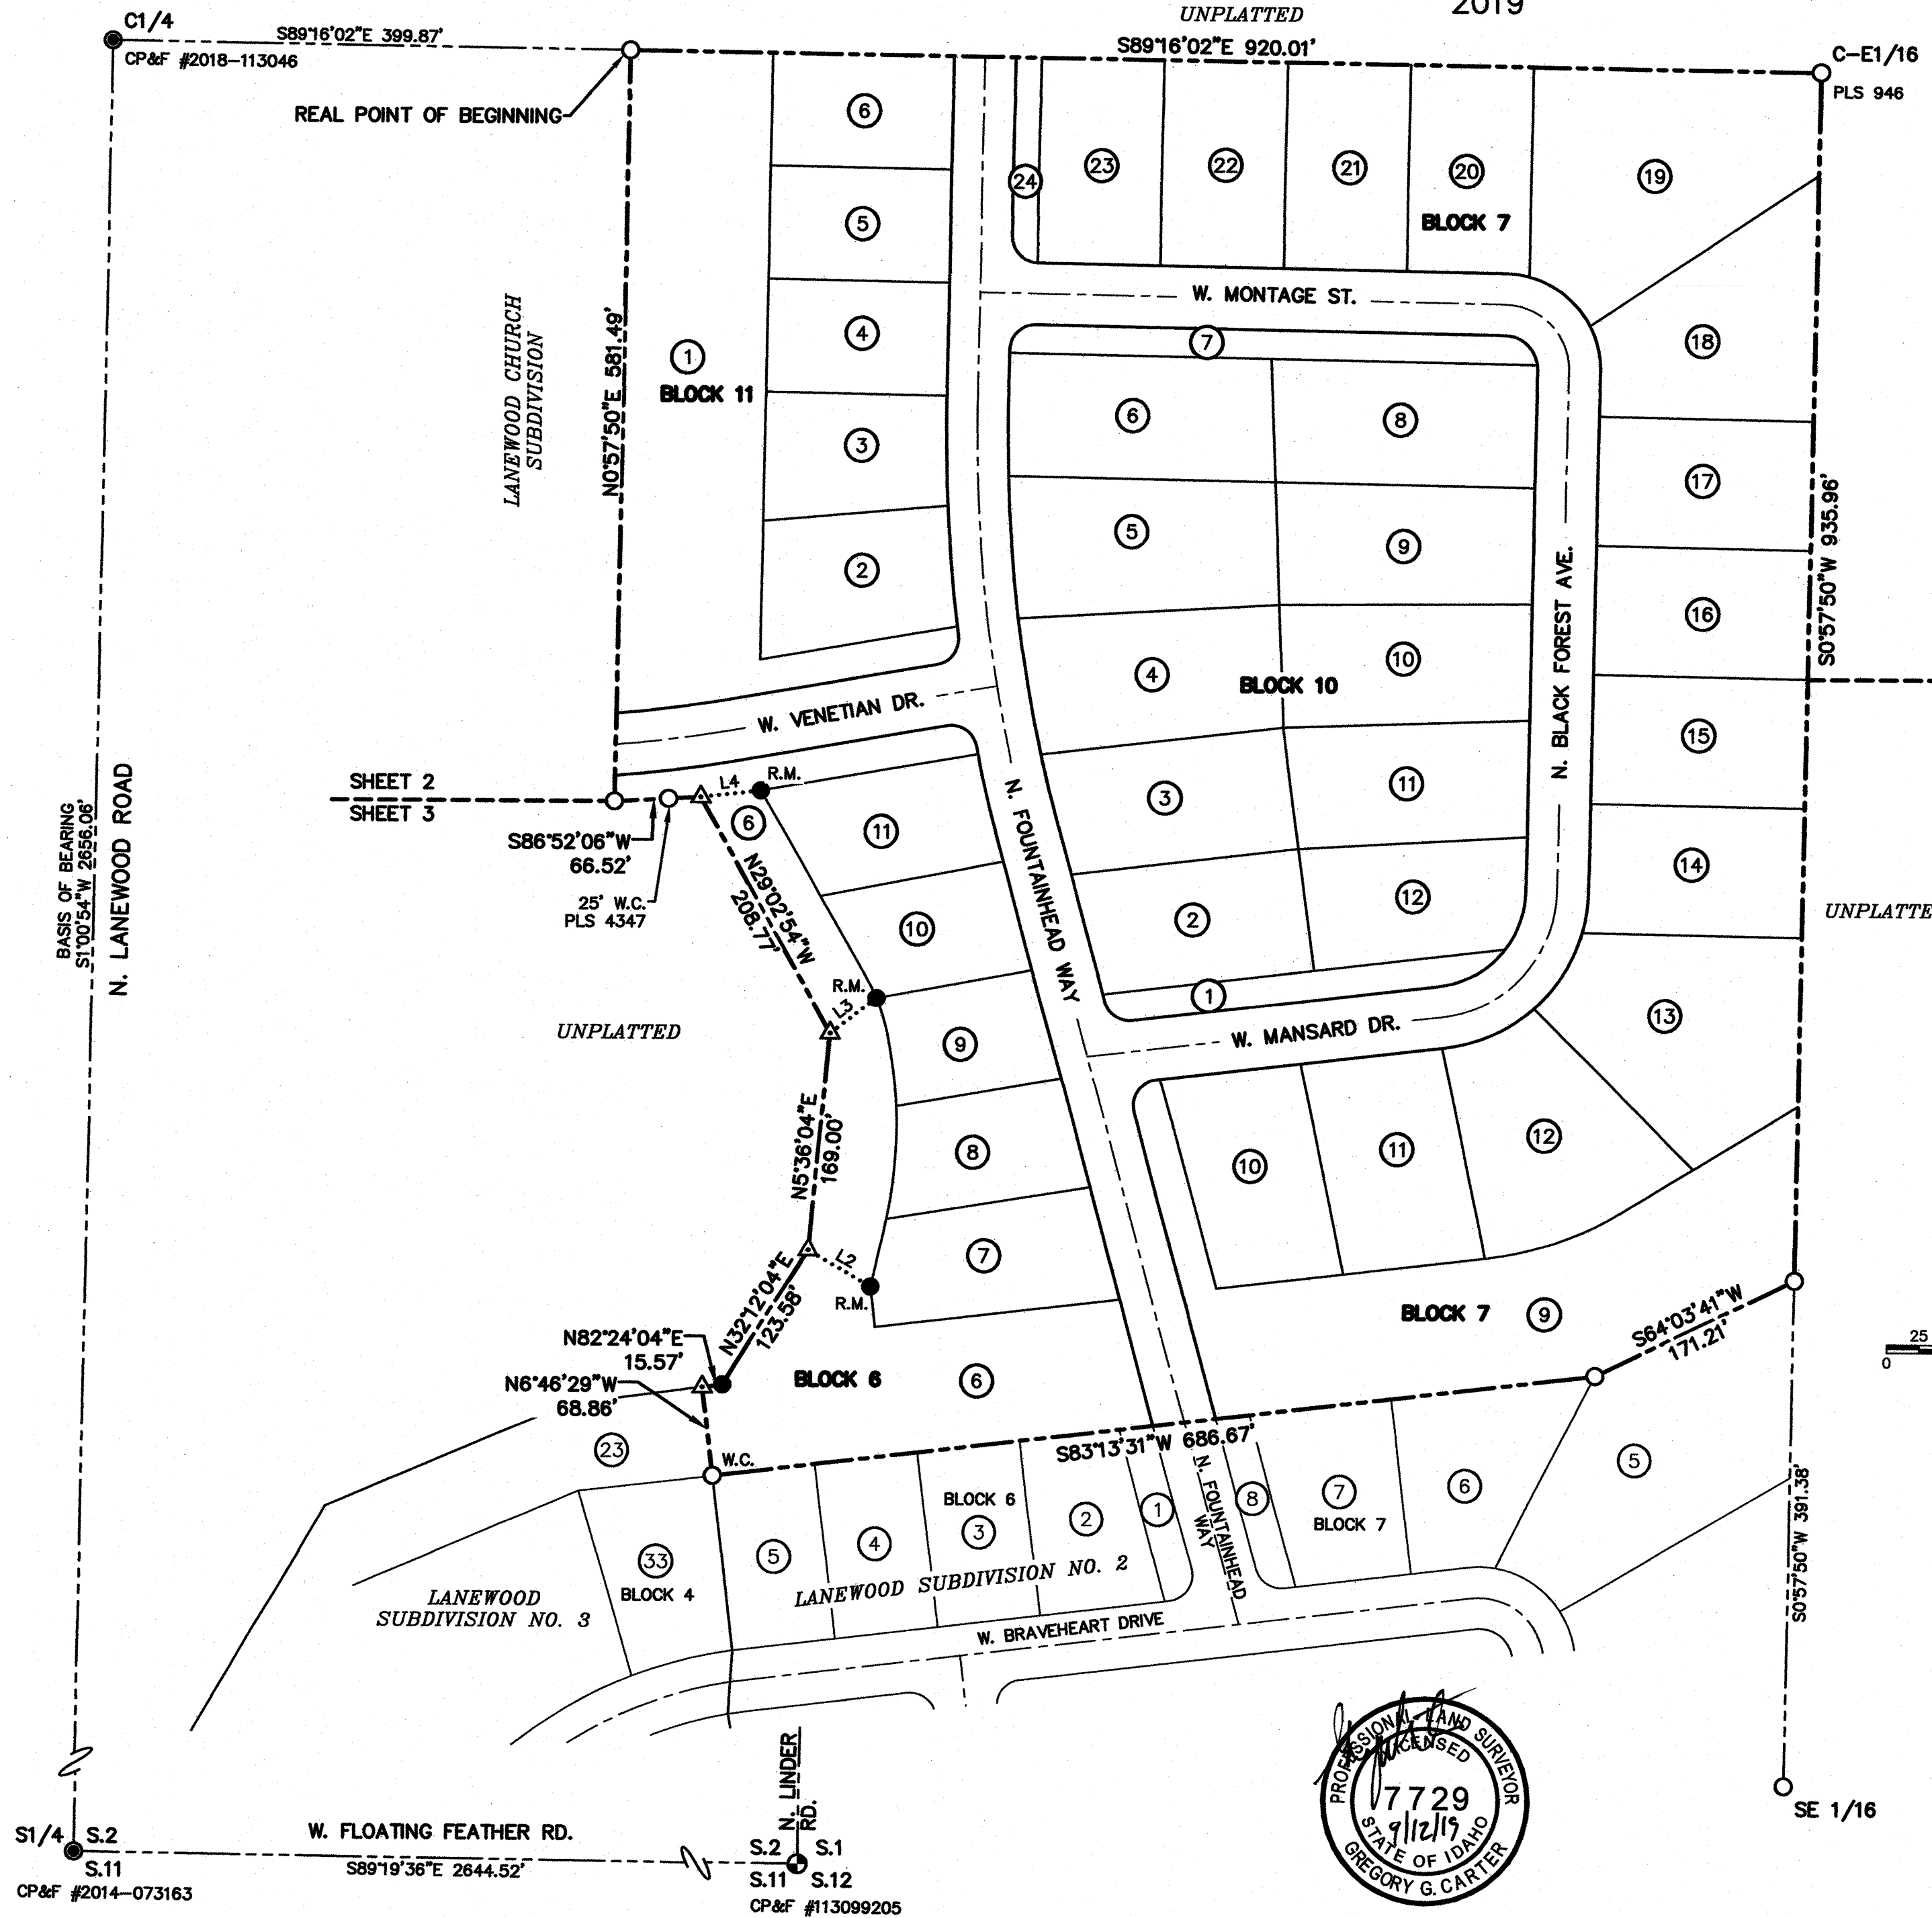 2019
UNPLATTED
C1/4
S89°16'02"E 399.87'
S89°16'02"E 920.01'
C-E1/16
CP&F #2018-113046
PLS 946
REAL POINT OF BEGINNING
6
5
4
3
2
1
BLOCK 11
24
23
22
21
20
19
BLOCK 7
W. MONTAGE ST.
LANEWOOD CHURCH
SUBDIVISION
N0°57'50"E 581.49'
7
6
8
5
9
4
10
BLOCK 10
3
11
2
12
1
N. BLACK FOREST AVE.
18
17
16
15
14
13
S0°57'50"W 935.96'
W. VENETIAN DR.
N. FOUNTAINHEAD WAY
W. MANSARD DR.
SHEET 2
SHEET 3
L4
R.M.
6
11
S86°52'06"W
66.52'
25' W.C.
PLS 4347
N29°02'54"W
208.77'
10
BASIS OF BEARING
S1°00'54"W 2656.06'
N. LANEWOOD ROAD
UNPLATTE
R.M.
L3
UNPLATTED
9
8
7
N5°36'04"E
169.00'
10
11
12
L2
R.M.
N32°12'04"E
123.58'
N82°24'04"E
15.57'
N6°46'29"W
68.86'
BLOCK 6
6
BLOCK 7
9
S64°03'41"W
171.21'
25
0
W.C.
S83°13'31"W 686.67'
23
33
BLOCK 4
5
4
BLOCK 6
3
2
1
N. FOUNTAINHEAD
WAY
8
7
BLOCK 7
6
5
S0°57'50"W 391.38'
LANEWOOD SUBDIVISION NO. 2
LANEWOOD
SUBDIVISION NO. 3
W. BRAVEHEART DRIVE
PROFESSIONAL LAND SURVEYOR
LICENSED
7729
9/12/19
STATE OF IDAHO
GREGORY G. CARTER
SE 1/16
N. LINDER
RD.
S1/4
S.2
W. FLOATING FEATHER RD.
S.2
S.1
S.11
S89°19'36"E 2644.52'
S.11
S.12
CP&F #2014-073163
CP&F #113099205